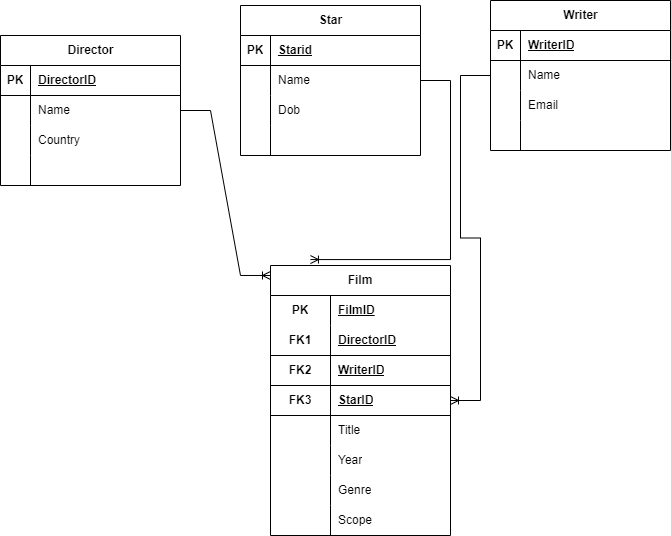 Director
PK DirectorID
Name
Country
Star
PK Starid
Name
Dob
Writer
PK WriterID
Name
Email
Film
PK FilmID
FK1 DirectorID
FK2 WriterID
FK3 StarID
Title
Year
Genre
Scope